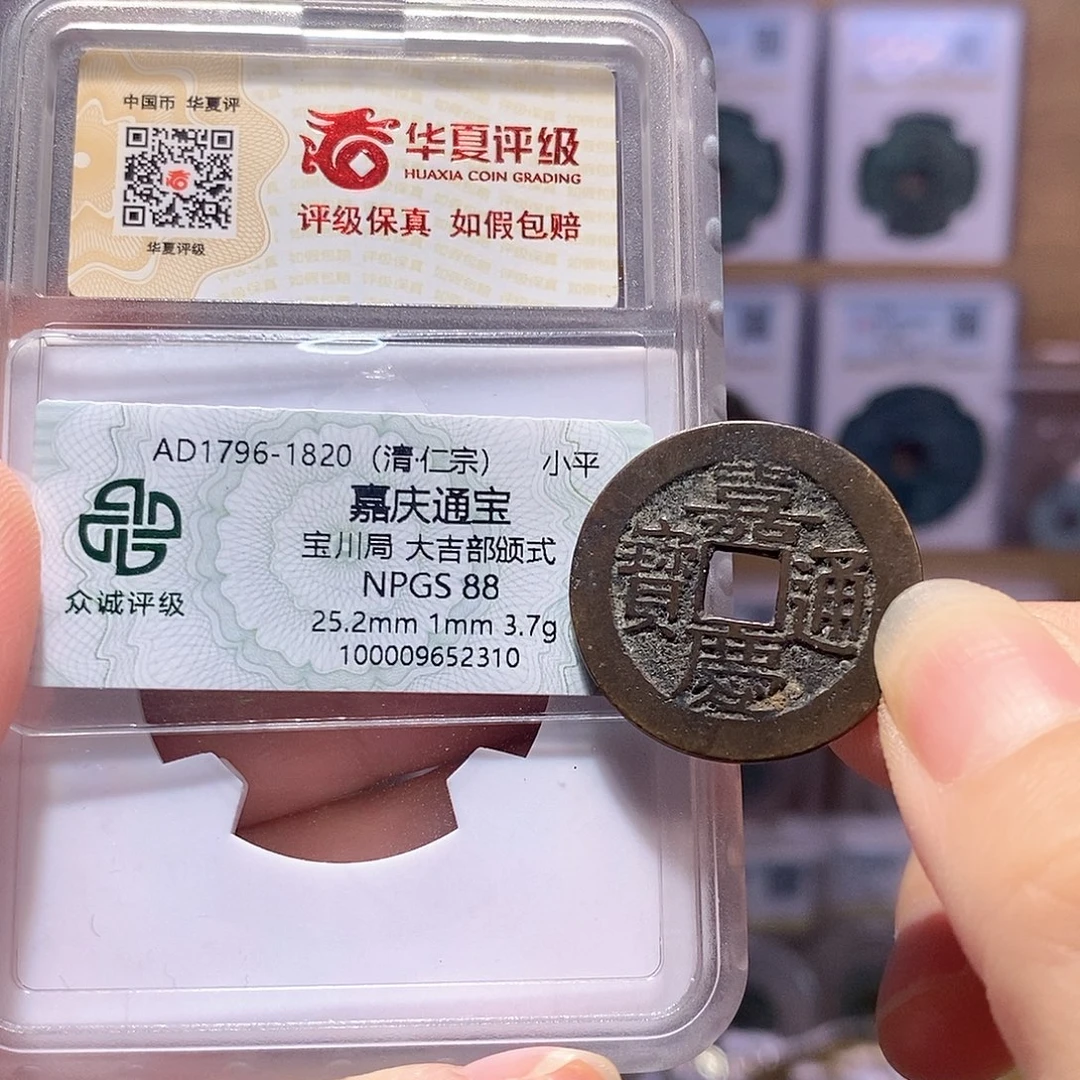 中国币 华夏评
华夏评级
HUAXIA COIN GRADING
评级保真 如假包赔
华夏评级
AD1796-1820（清·仁宗） 小平
嘉庆通宝
宝川局 大吉部颁式
NPGS 88
25.2mm 1mm 3.7g
100009652310
众诚评级
嘉慶通寶